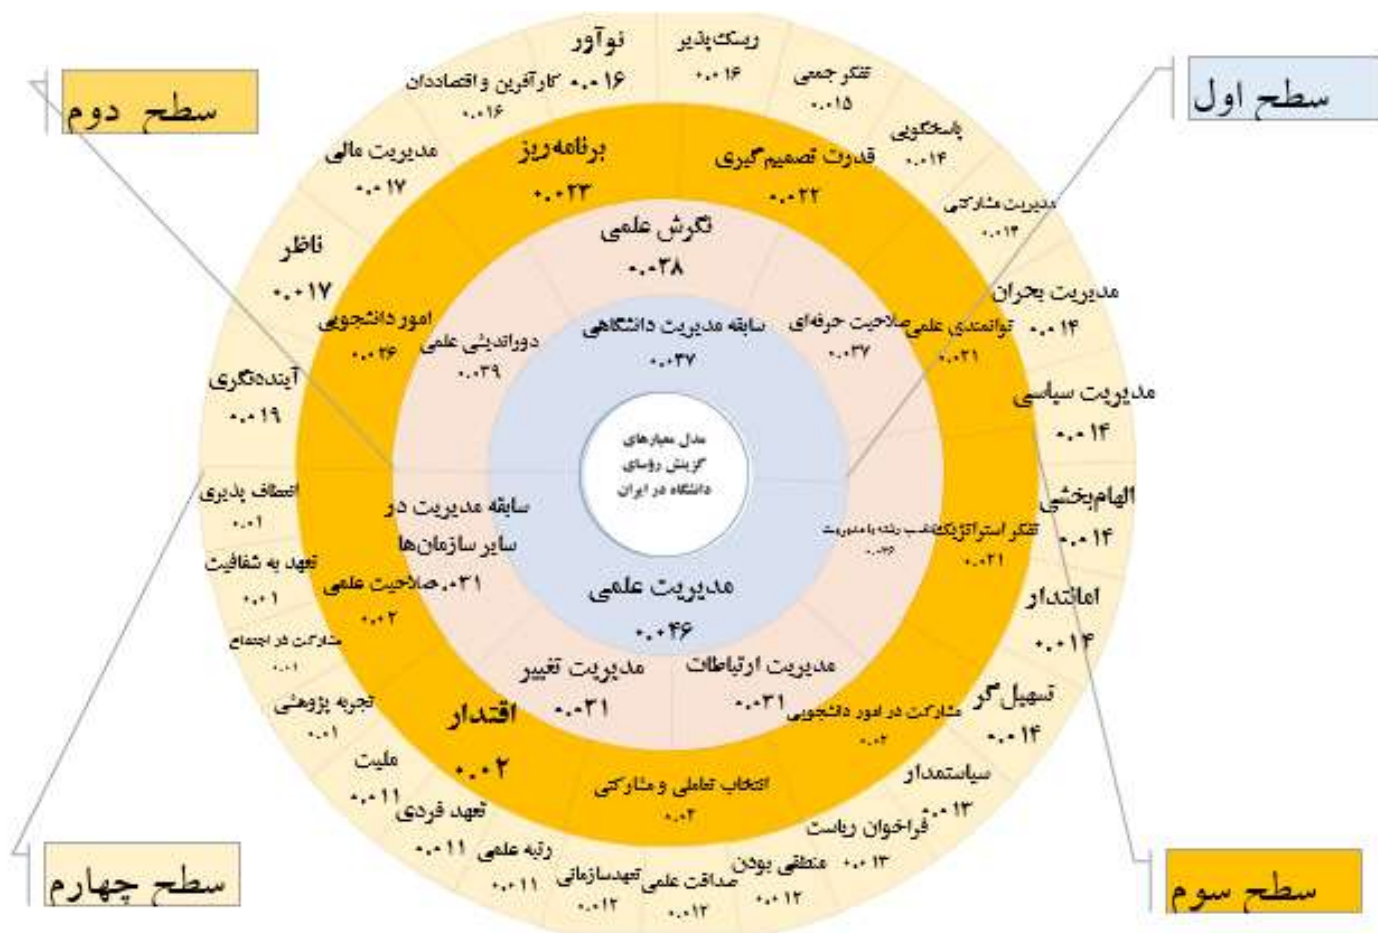 سطح اول
سطح دوم
سطح سوم
سطح چهارم
مدل معیارهای
گزینش رؤسای
دانشگاه در ایران
سابقه مدیریت دانشگاهی
۰.۰۴۷
مدیریت علمی
۰.۰۴۶
نگرش علمی
۰.۰۳۸
صلاحیت حرفه‌ای
۰.۰۳۷
رشته با مدیریت
۰.۰۳۶
مدیریت ارتباطات
۰.۰۳۱
مدیریت تغییر
۰.۰۳۱
سابقه مدیریت در
سایر سازمان‌ها
۰.۰۳۱
دوراندیشی علمی
۰.۰۳۹
برنامه‌ریز
۰.۰۲۳
قدرت تصمیم‌گیری
۰.۰۲۲
توانمندی علمی
۰.۰۲۱
تفکر استراتژیک
۰.۰۲۱
مشارکت در امور دانشجویی
۰.۰۲
انتخاب تعاملی و مشارکتی
۰.۰۲
اقتدار
۰.۰۲
صلاحیت علمی
۰.۰۲
امور دانشجویی
۰.۰۲۶
نوآور
۰.۰۱۶
ریسک‌پذیر
۰.۰۱۶
تفکر جمعی
۰.۰۱۵
پاسخگویی
۰.۰۱۴
مدیریت مشارکتی
۰.۰۱۴
مدیریت بحران
۰.۰۱۴
مدیریت سیاسی
۰.۰۱۴
الهام‌بخشی
۰.۰۱۴
امانتدار
۰.۰۱۴
تسهیل‌گر
۰.۰۱۴
سیاستمدار
۰.۰۱۳
فراخوان ریاست
۰.۰۱۳
منطقی بودن
۰.۰۱۲
صداقت علمی
۰.۰۱۲
تعهدسازمانی
۰.۰۱۲
رتبه علمی
۰.۰۱۱
تعهد فردی
۰.۰۱۱
ملیت
۰.۰۱۱
تجربه پژوهشی
۰.۰۱
مشارکت در اجتماع
۰.۰۱
تعهد به شفافیت
۰.۰۱
انعطاف پذیری
۰.۰۱
آینده‌نگری
۰.۰۱۹
ناظر
۰.۰۱۷
مدیریت مالی
۰.۰۱۷
کارآفرین و اقتصاددان
۰.۰۱۶